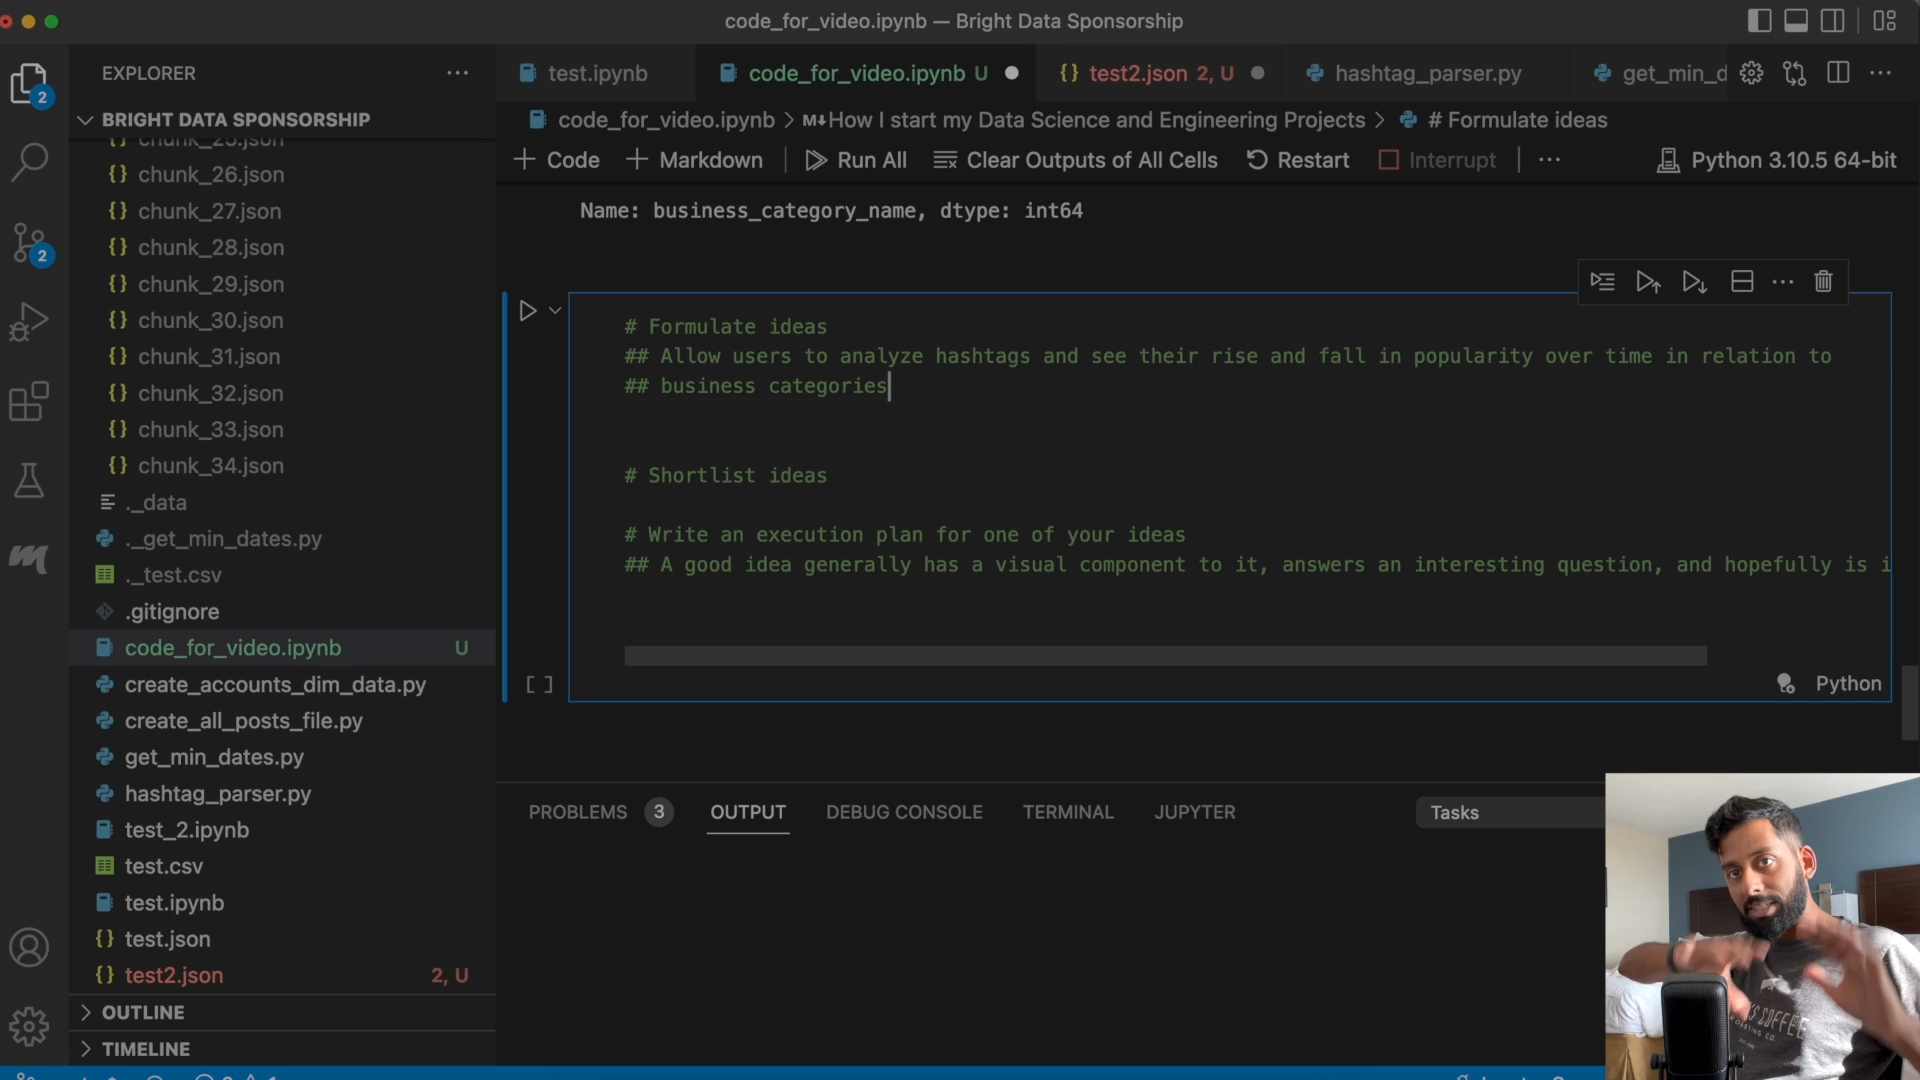 code_for_video.ipynb — Bright Data Sponsorship
EXPLORER
BRIGHT DATA SPONSORSHIP
chunk_25.json
chunk_26.json
chunk_27.json
chunk_28.json
chunk_29.json
chunk_30.json
chunk_31.json
chunk_32.json
chunk_33.json
chunk_34.json
._data
._get_min_dates.py
._test.csv
.gitignore
code_for_video.ipynb U
create_accounts_dim_data.py
create_all_posts_file.py
get_min_dates.py
hashtag_parser.py
test_2.ipynb
test.csv
test.ipynb
test.json
test2.json 2, U
OUTLINE
TIMELINE
2
2
test.ipynb code_for_video.ipynb U test2.json 2, U hashtag_parser.py get_min_d
code_for_video.ipynb > M↓How I start my Data Science and Engineering Projects > # Formulate ideas
+ Code + Markdown Run All Clear Outputs of All Cells Restart Interrupt ... Python 3.10.5 64-bit
Name: business_category_name, dtype: int64
# Formulate ideas
## Allow users to analyze hashtags and see their rise and fall in popularity over time in relation to
## business categories
# Shortlist ideas
# Write an execution plan for one of your ideas
## A good idea generally has a visual component to it, answers an interesting question, and hopefully is i
[ ]
Python
PROBLEMS 3 OUTPUT DEBUG CONSOLE TERMINAL JUPYTER Tasks
COFFEE
ROASTING CO.